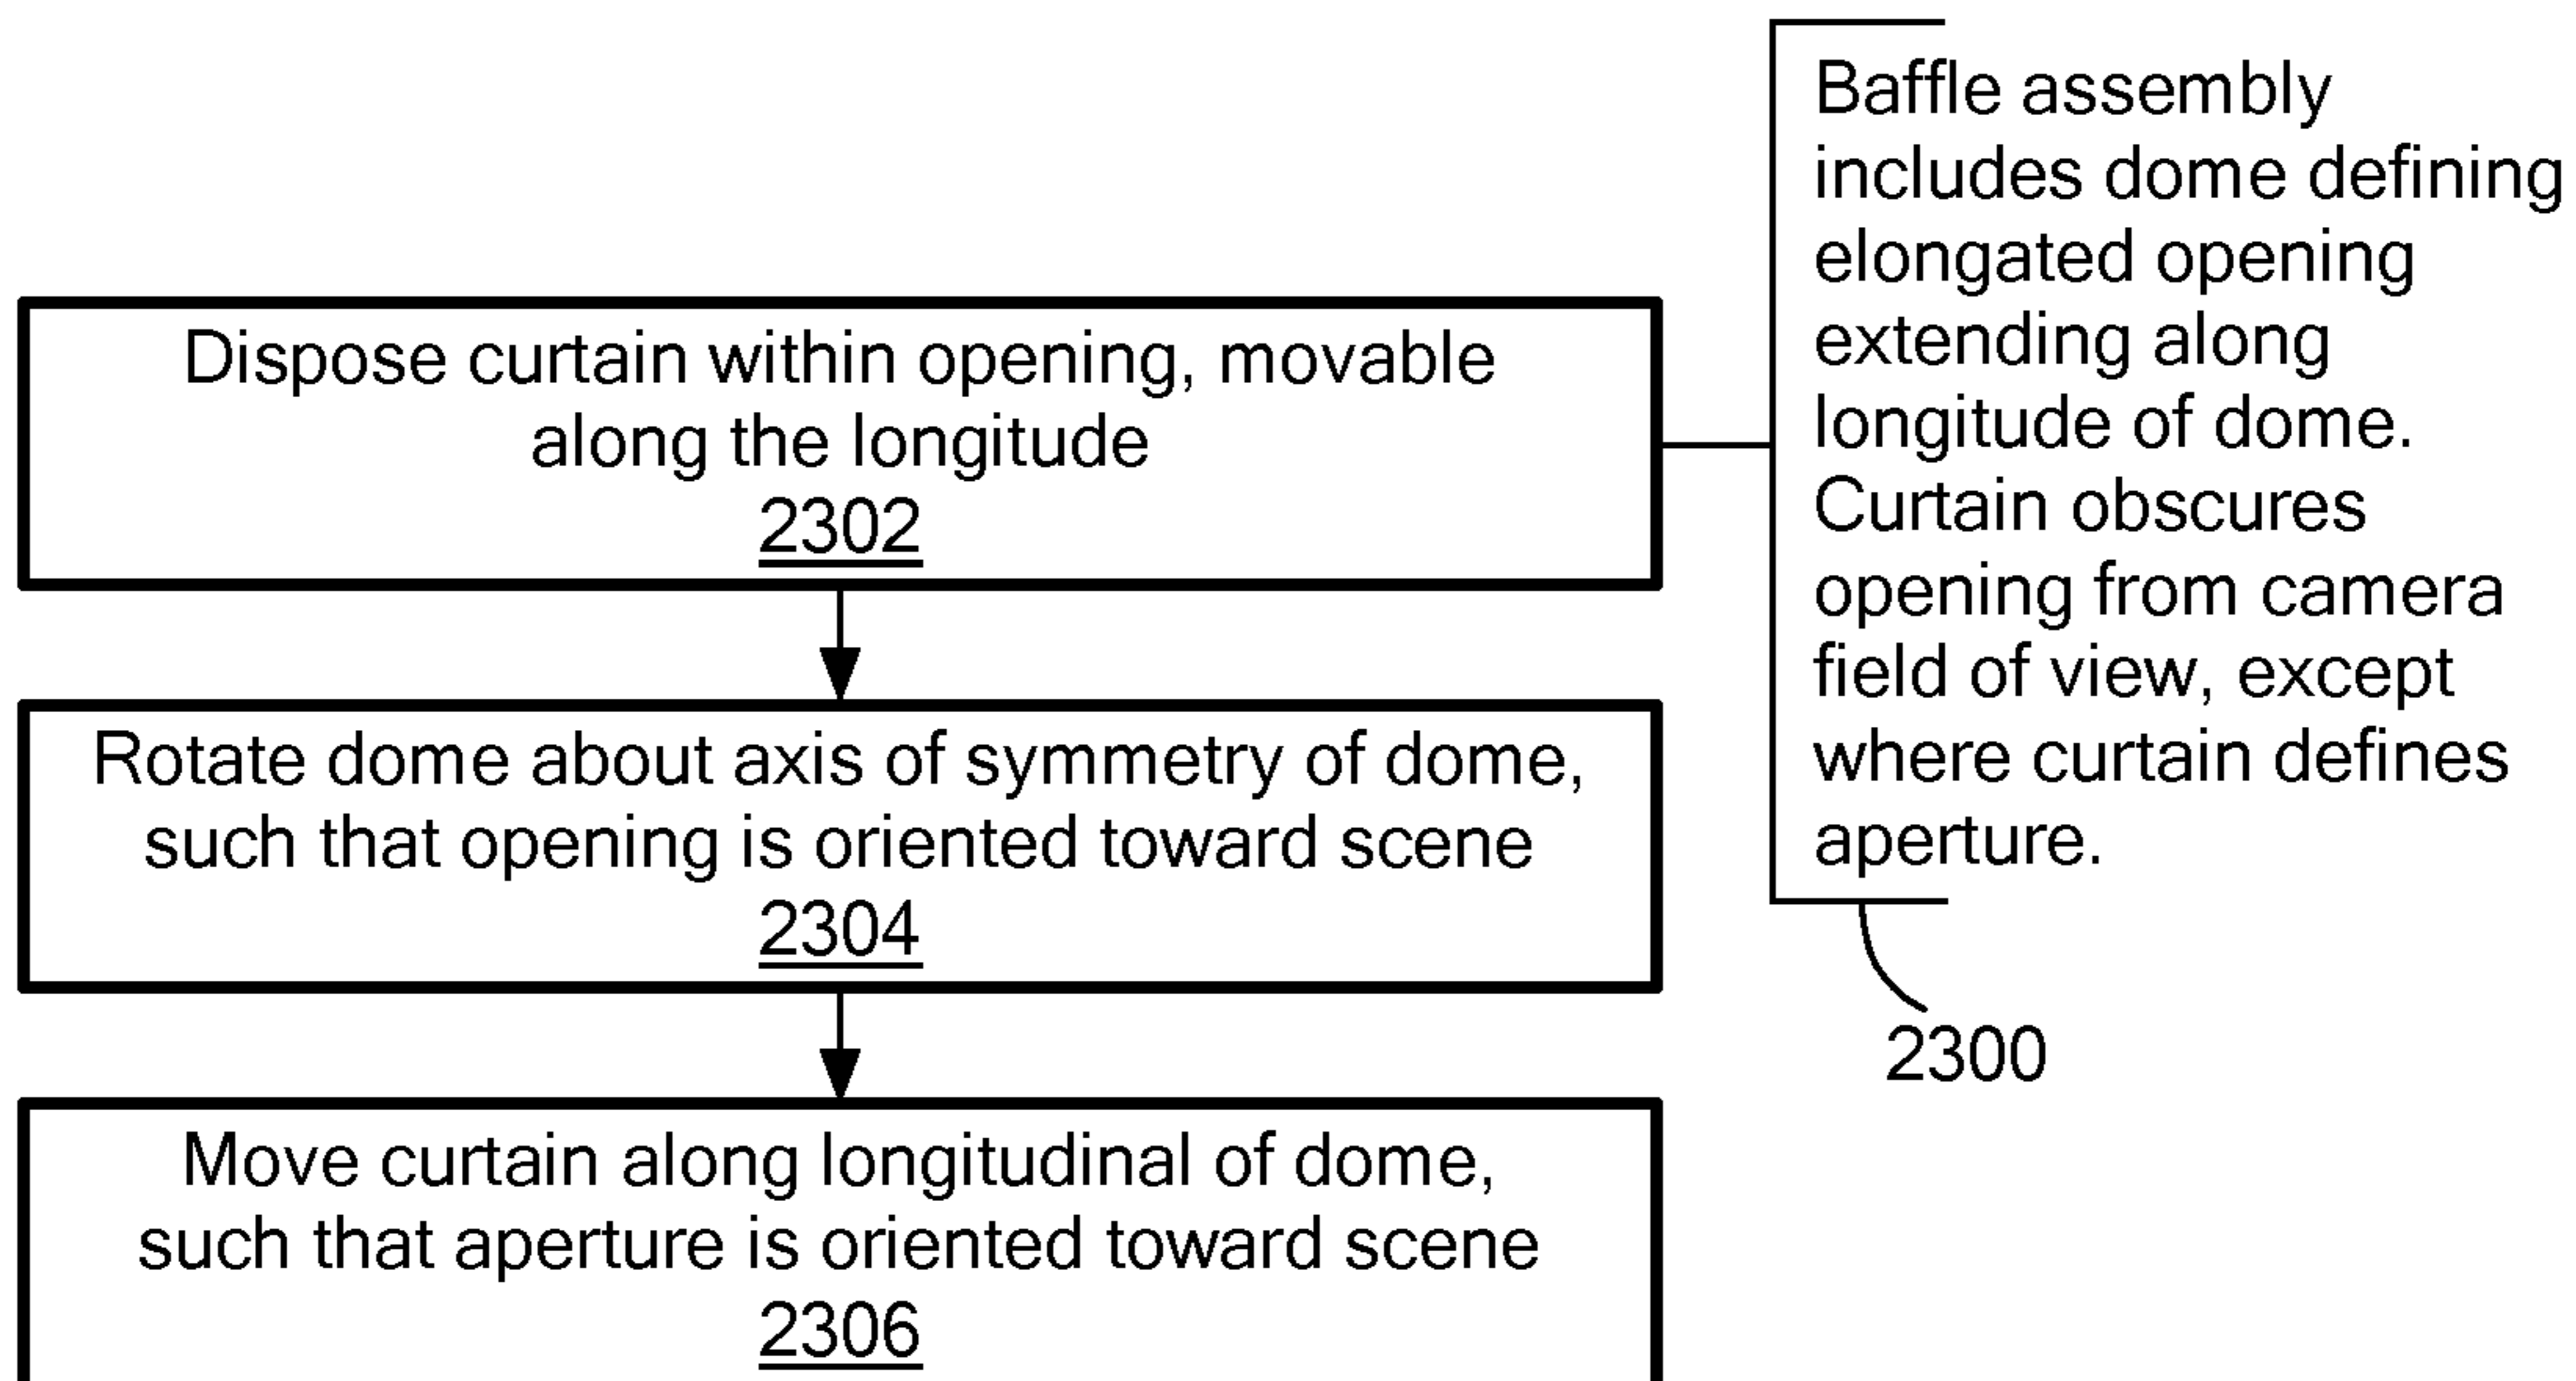 Dispose curtain within opening, movable
along the longitude
2302
Baffle assembly
includes dome defining
elongated opening
extending along
longitude of dome.
Curtain obscures
opening from camera
field of view, except
where curtain defines
aperture.
2300
Rotate dome about axis of symmetry of dome,
such that opening is oriented toward scene
2304
Move curtain along longitudinal of dome,
such that aperture is oriented toward scene
2306